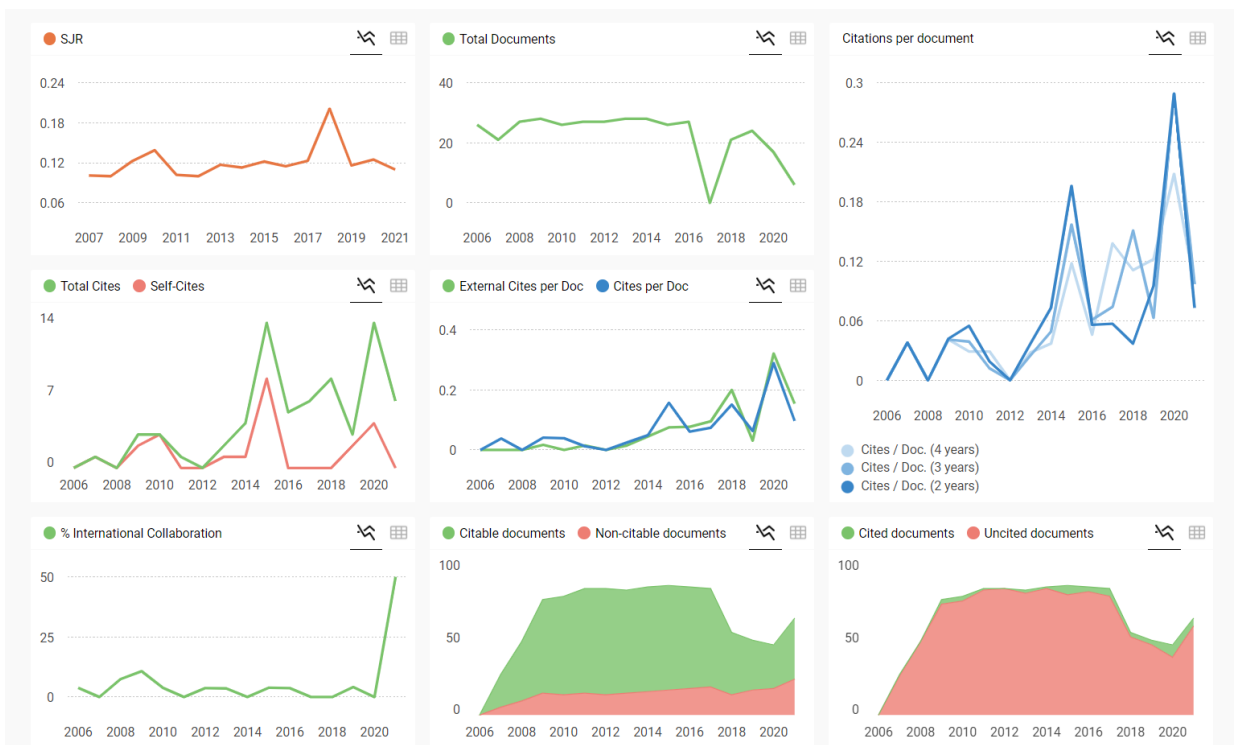 SJR
0.24
0.18
0.12
0.06
2007 2009 2011 2013 2015 2017 2019 2021
Total Documents
40
20
0
2006 2008 2010 2012 2014 2016 2018 2020
Citations per document
0.3
0.24
0.18
0.12
0.06
0
2006 2008 2010 2012 2014 2016 2018 2020
Cites / Doc. (4 years)
Cites / Doc. (3 years)
Cites / Doc. (2 years)
Total Cites Self-Cites
14
7
0
2006 2008 2010 2012 2014 2016 2018 2020
External Cites per Doc Cites per Doc
0.4
0.2
0
2006 2008 2010 2012 2014 2016 2018 2020
% International Collaboration
50
25
0
2006 2008 2010 2012 2014 2016 2018 2020
Citable documents Non-citable documents
100
50
0
2006 2008 2010 2012 2014 2016 2018 2020
Cited documents Uncited documents
100
50
0
2006 2008 2010 2012 2014 2016 2018 2020